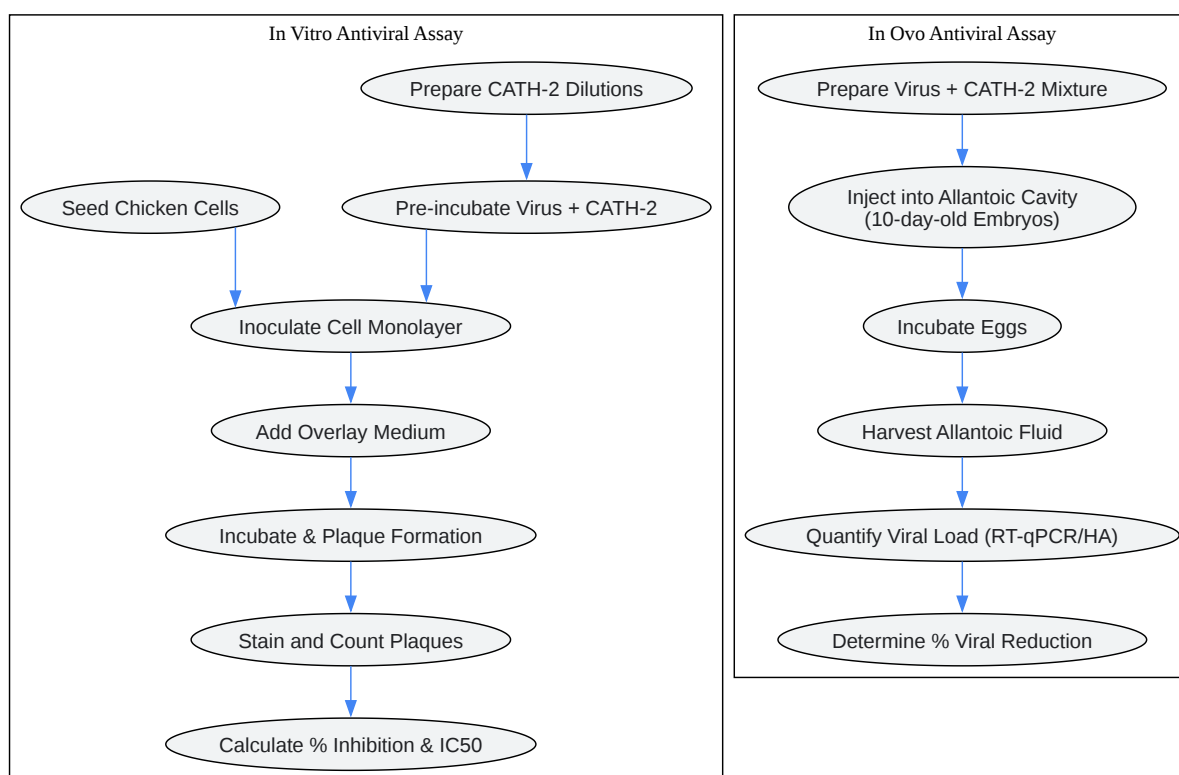 In Vitro Antiviral Assay
Prepare CATH-2 Dilutions
Seed Chicken Cells
Pre-incubate Virus + CATH-2
Inoculate Cell Monolayer
Add Overlay Medium
Incubate & Plaque Formation
Stain and Count Plaques
Calculate % Inhibition & IC50
In Ovo Antiviral Assay
Prepare Virus + CATH-2 Mixture
Inject into Allantoic Cavity
(10-day-old Embryos)
Incubate Eggs
Harvest Allantoic Fluid
Quantify Viral Load (RT-qPCR/HA)
Determine % Viral Reduction